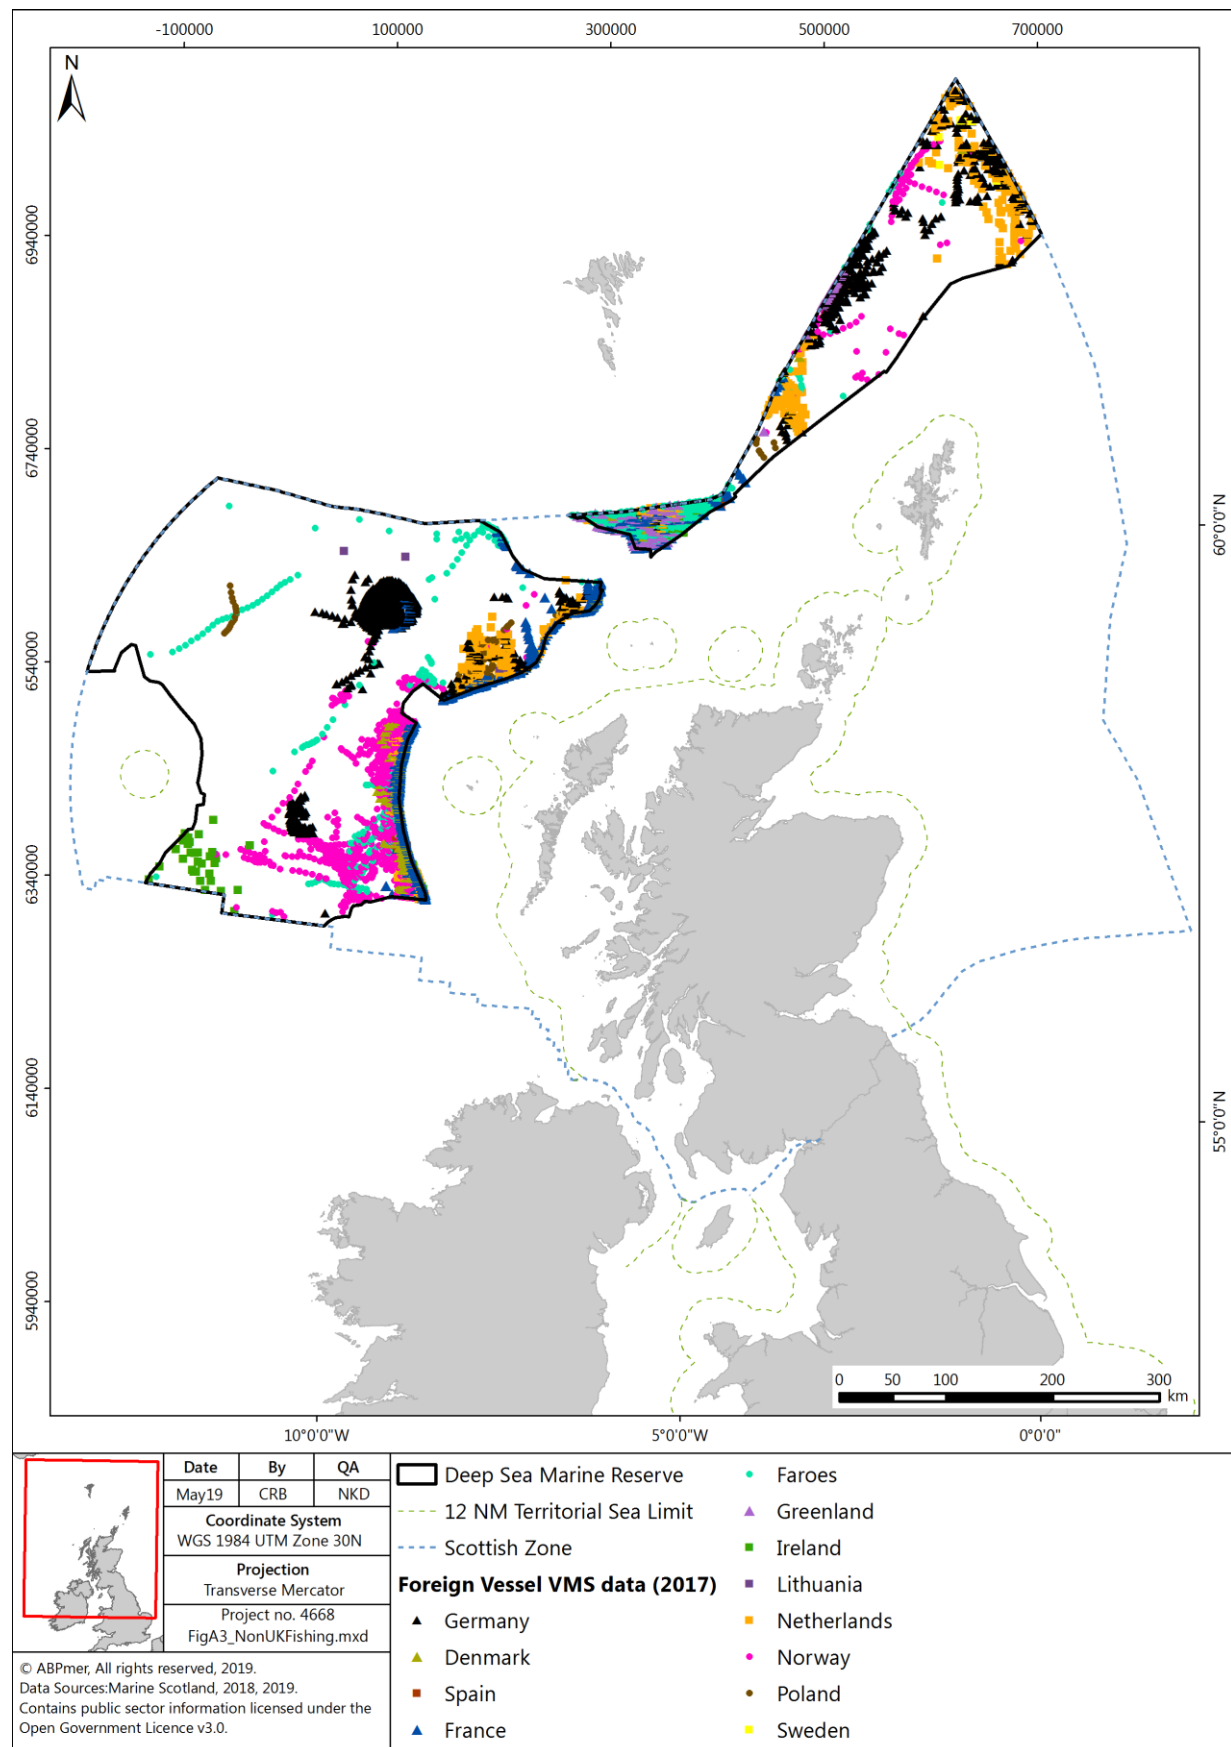 -100000 100000 300000 500000 700000
N
6940000
6740000
6540000
6340000
6140000
5940000
60°0'0"N
55°0'0"N
0 50 100 200 300
km
10°0'0"W 5°0'0"W 0°0'0"
Date By QA
May19 CRB NKD
Coordinate System
WGS 1984 UTM Zone 30N
Projection
Transverse Mercator
Project no. 4668
FigA3_NonUKFishing.mxd
© ABPmer, All rights reserved, 2019.
Data Sources:Marine Scotland, 2018, 2019.
Contains public sector information licensed under the
Open Government Licence v3.0.
Deep Sea Marine Reserve
12 NM Territorial Sea Limit
Scottish Zone
Foreign Vessel VMS data (2017)
Germany
Denmark
Spain
France
Faroes
Greenland
Ireland
Lithuania
Netherlands
Norway
Poland
Sweden